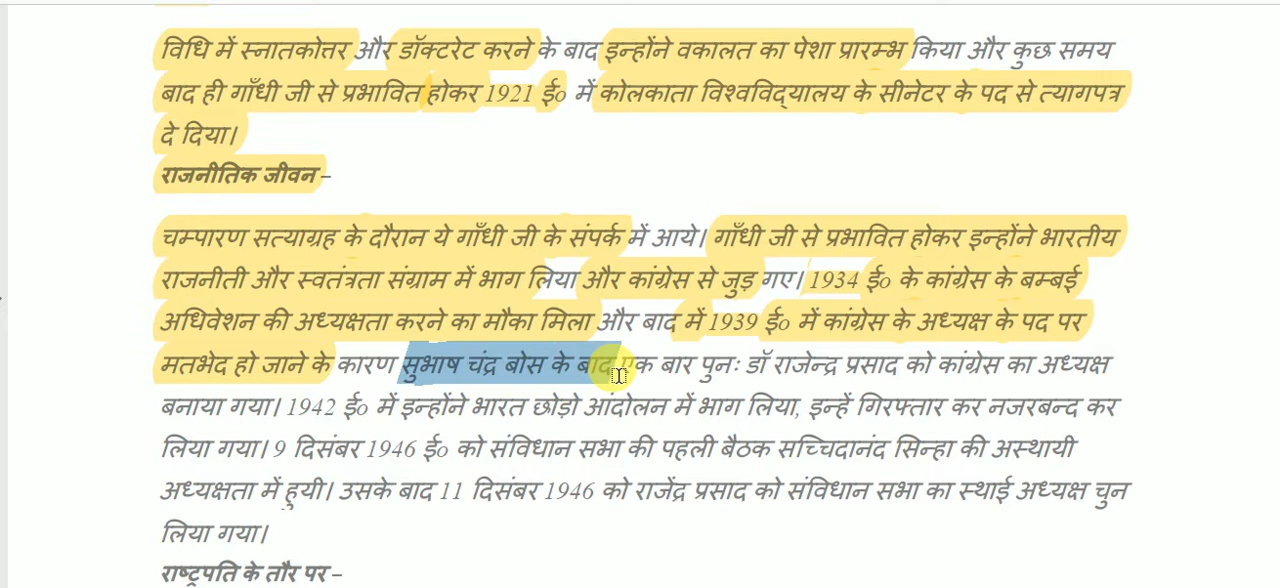 विधि में स्नातकोत्तर और डॉक्टरेट करने के बाद इन्होंने वकालत का पेशा प्रारम्भ किया और कुछ समय
बाद ही गाँधी जी से प्रभावित होकर 1921 ई० में कोलकाता विश्वविद्यालय के सीनेटर के पद से त्यागपत्र
दे दिया।
राजनीतिक जीवन –
चम्पारण सत्याग्रह के दौरान ये गाँधी जी के संपर्क में आये। गाँधी जी से प्रभावित होकर इन्होंने भारतीय
राजनीती और स्वतंत्रता संग्राम में भाग लिया और कांग्रेस से जुड़ गए। 1934 ई० के कांग्रेस के बम्बई
अधिवेशन की अध्यक्षता करने का मौका मिला और बाद में 1939 ई० में कांग्रेस के अध्यक्ष के पद पर
मतभेद हो जाने के कारण सुभाष चंद्र बोस के बाद एक बार पुनः डॉ राजेन्द्र प्रसाद को कांग्रेस का अध्यक्ष
बनाया गया। 1942 ई० में इन्होंने भारत छोड़ो आंदोलन में भाग लिया, इन्हें गिरफ्तार कर नजरबन्द कर
लिया गया। 9 दिसंबर 1946 ई० को संविधान सभा की पहली बैठक सच्चिदानंद सिन्हा की अस्थायी
अध्यक्षता में हुयी। उसके बाद 11 दिसंबर 1946 को राजेंद्र प्रसाद को संविधान सभा का स्थाई अध्यक्ष चुन
लिया गया।
राष्ट्रपति के तौर पर –